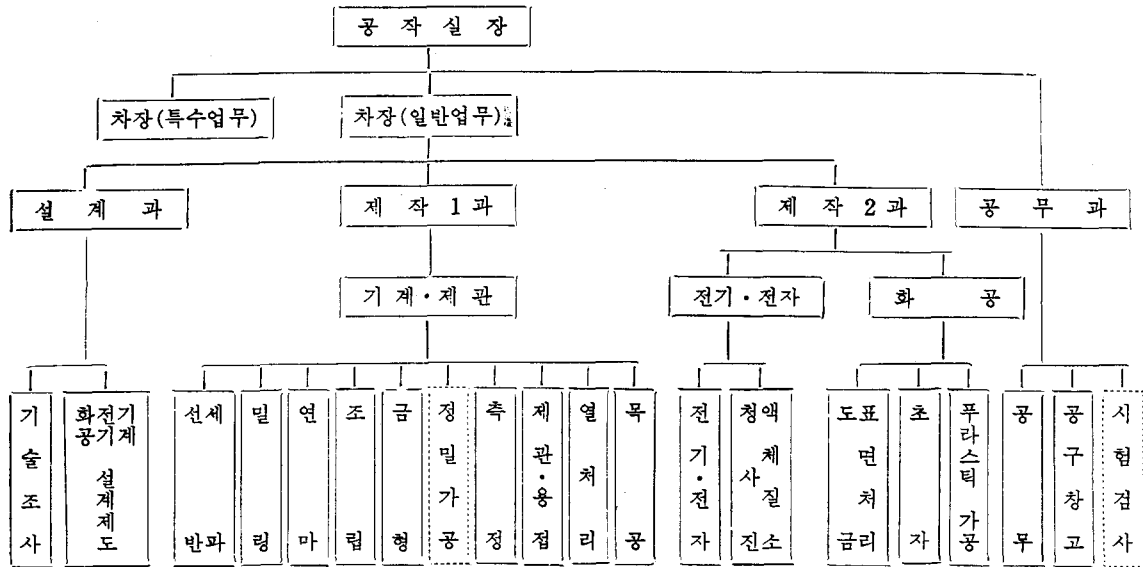 공 작 실 장
차장(특수업무)
차장(일반업무)
설 계 과
제 작 1 과
제 작 2 과
공 무 과
기 계·제 관
전기·전자
화 공
기술조사
기계
전기
화공
설계제도
세파
선반
밀링
연마
조립
금형
정밀가공
측정
제관·용접
열처리
목공
전기·전자
액체질소
청사진
표면처리
도금
초자
푸라스틱 가공
공무
공구창고
시험검사